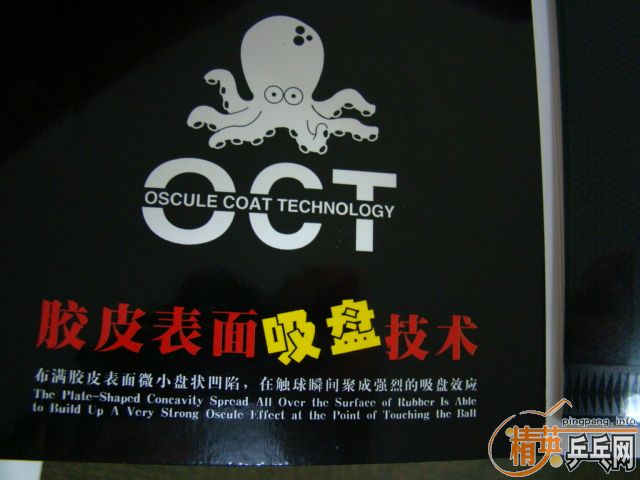 OCT
OSCULE COAT TECHNOLOGY
胶皮表面吸盘技术
布满胶皮表面微小盘状凹陷，在触球瞬间聚成强烈的吸盘效应
The Plate-Shaped Concavity Spread All Over the Surface of Rubber Is Able
to Build Up A Very Strong Oscule Effect at the Point of Touching the Ball
pingpang.info
精英乒乓网